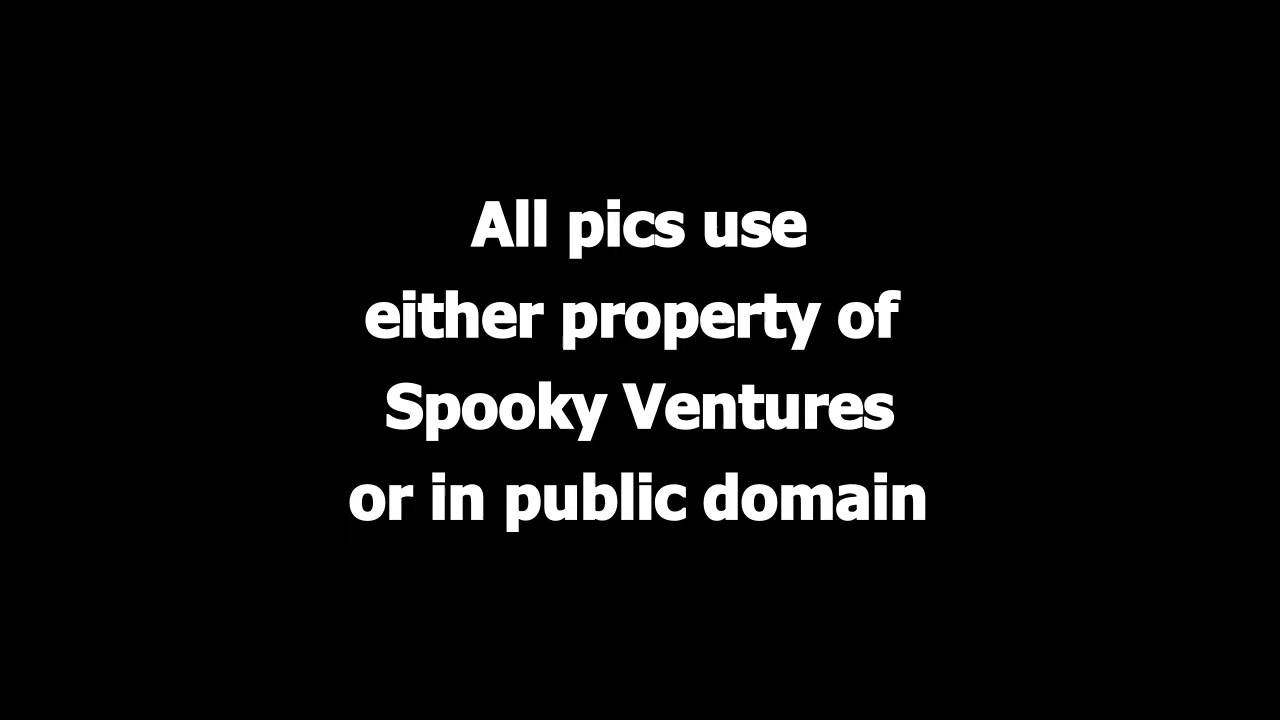 All pics use
either property of
Spooky Ventures
or in public domain